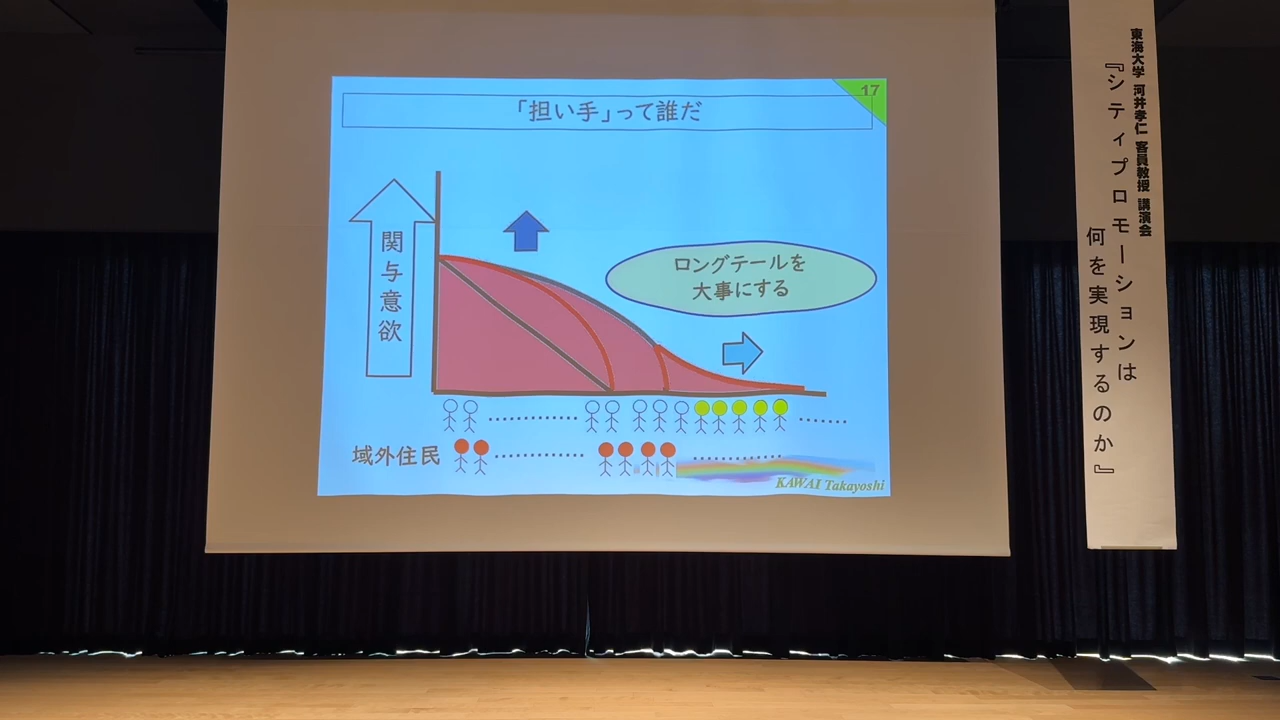 17
「担い手」って誰だ
関与意欲
ロングテールを
大事にする
域外住民
KAWAI Takayoshi
東海大学 河井孝仁 客員教授 講演会
『シティプロモーションは
何を実現するのか』